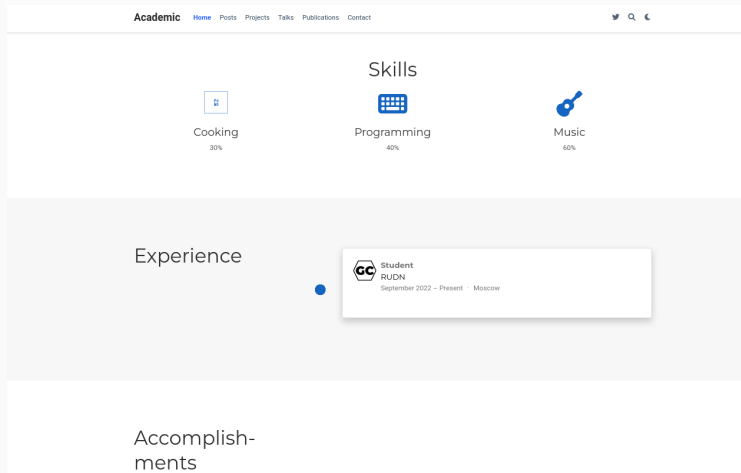 Academic Home Posts Projects Talks Publications Contact
Skills
Cooking Programming Music
30% 40% 60%
Experience
GC
Student
RUDN
September 2022 – Present · Moscow
Accomplish-
ments